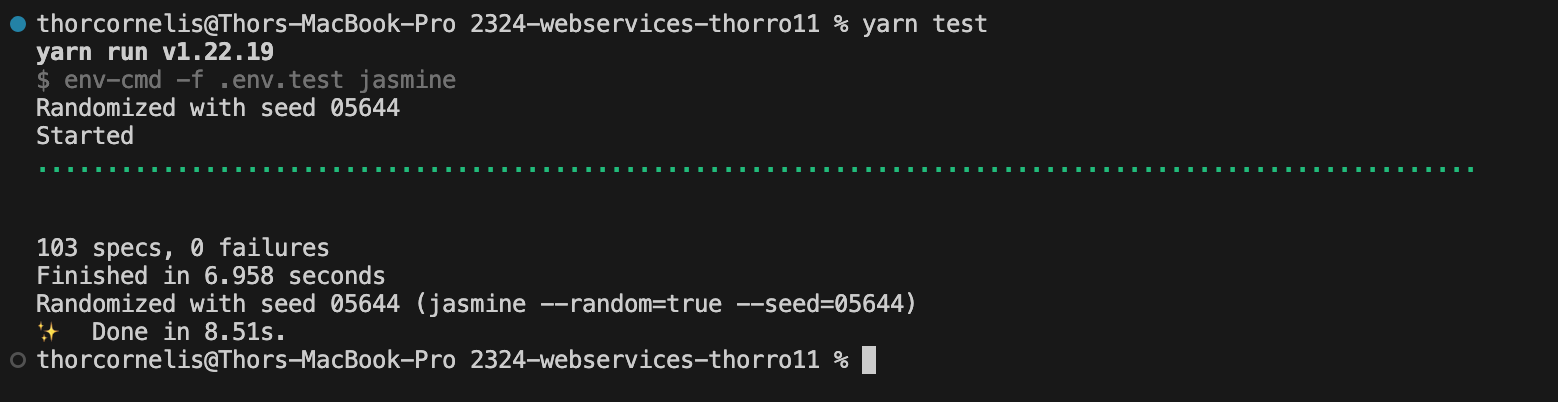 thorcornelis@Thors-MacBook-Pro 2324-webservices-thorro11 % yarn test
yarn run v1.22.19
$ env-cmd -f .env.test jasmine
Randomized with seed 05644
Started
.......................................................................................................
103 specs, 0 failures
Finished in 6.958 seconds
Randomized with seed 05644 (jasmine --random=true --seed=05644)
✨  Done in 8.51s.
thorcornelis@Thors-MacBook-Pro 2324-webservices-thorro11 %